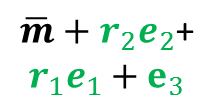 m̅ + r₂e₂+
r₁e₁ + e₃